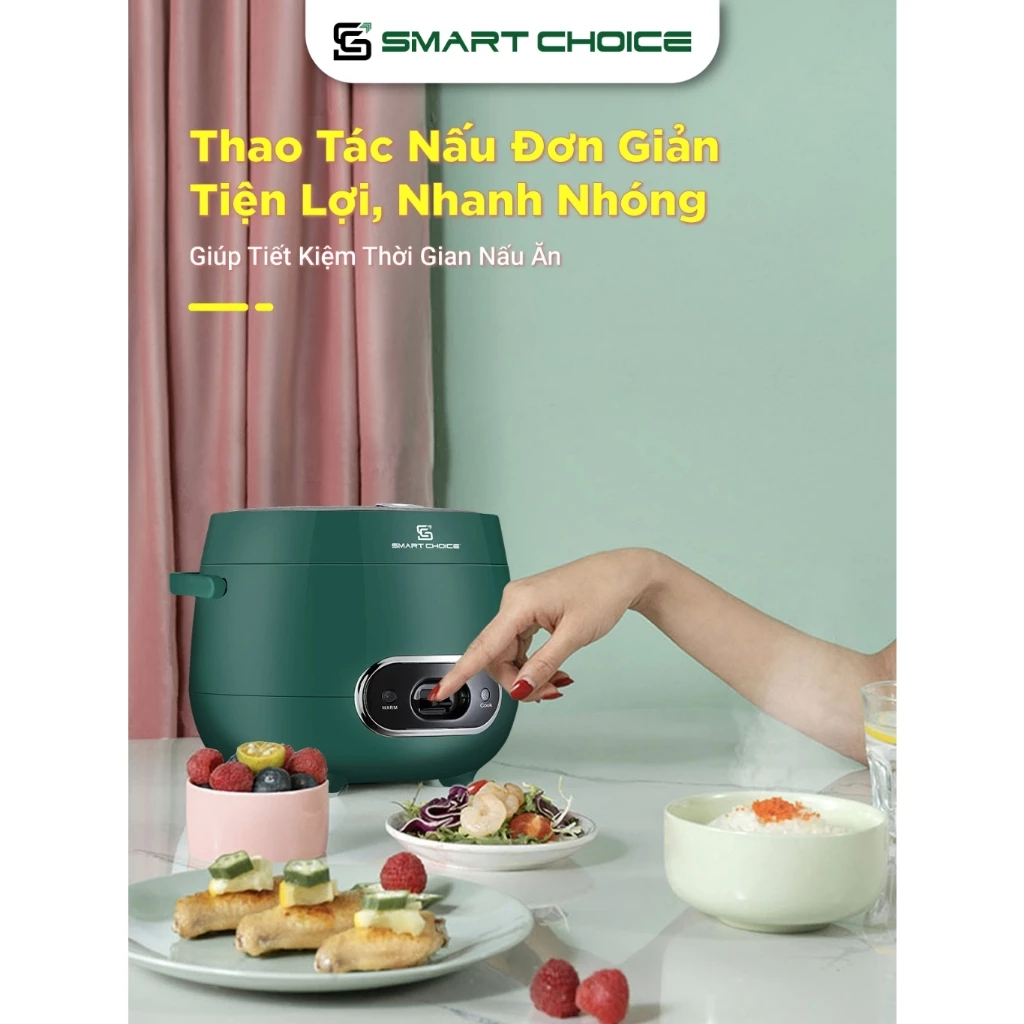 SG SMART CHOICE
Thao Tác Nấu Đơn Giản
Tiện Lợi, Nhanh Nhóng
Giúp Tiết Kiệm Thời Gian Nấu Ăn
SMART CHOICE
WARM
Cook